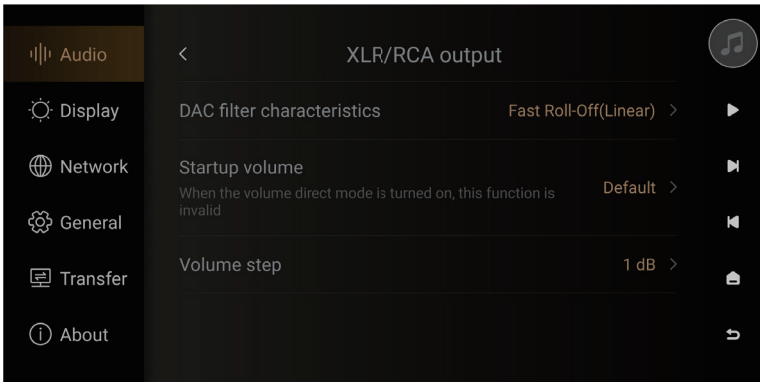 Audio
XLR/RCA output
Display
DAC filter characteristics
Fast Roll-Off(Linear)
Network
Startup volume
When the volume direct mode is turned on, this function is
invalid
Default
General
Volume step
1 dB
Transfer
About